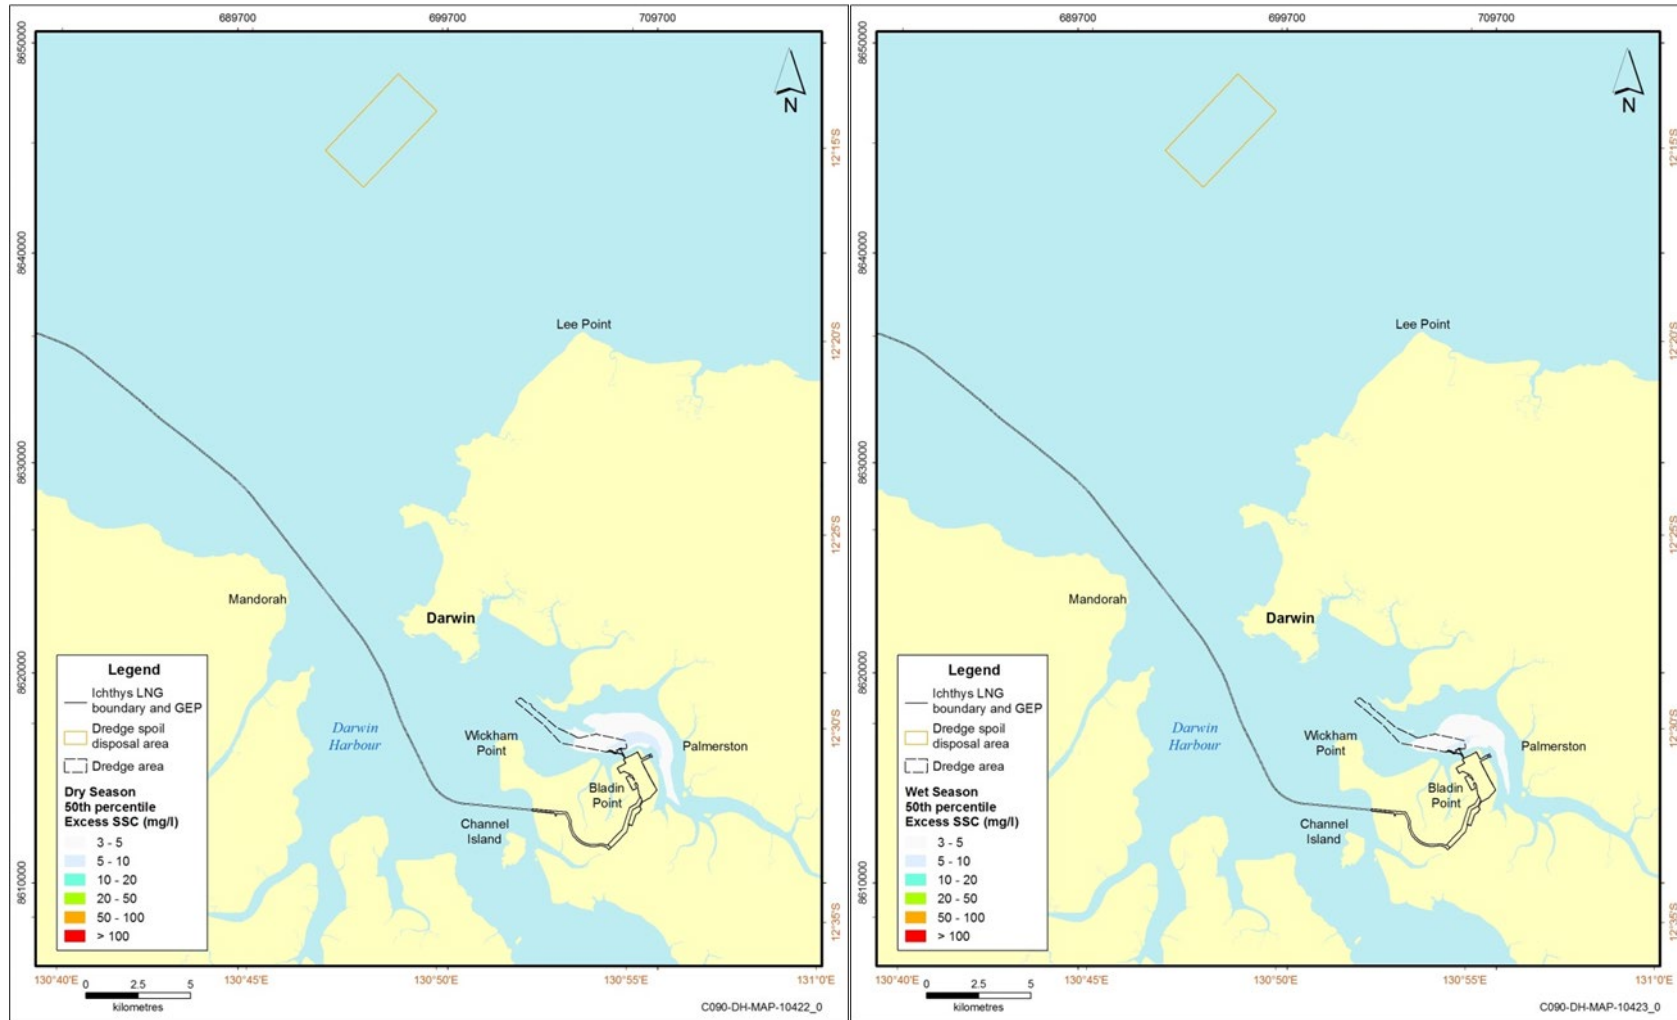 689700
699700
709700
8650000
8640000
8630000
8620000
8610000
N
12°15'S
12°20'S
12°25'S
12°30'S
12°35'S
Lee Point
Mandorah
Darwin
Darwin
Harbour
Wickham
Point
Palmerston
Bladin
Point
Channel
Island
Legend
Ichthys LNG
boundary and GEP
Dredge spoil
disposal area
Dredge area
Dry Season
50th percentile
Excess SSC (mg/l)
3 - 5
5 - 10
10 - 20
20 - 50
50 - 100
> 100
130°40'E
130°45'E
130°50'E
130°55'E
131°0'E
0 2.5 5
kilometres
C090-DH-MAP-10422_0
689700
699700
709700
8650000
8640000
8630000
8620000
8610000
N
12°15'S
12°20'S
12°25'S
12°30'S
12°35'S
Lee Point
Mandorah
Darwin
Darwin
Harbour
Wickham
Point
Palmerston
Bladin
Point
Channel
Island
Legend
Ichthys LNG
boundary and GEP
Dredge spoil
disposal area
Dredge area
Wet Season
50th percentile
Excess SSC (mg/l)
3 - 5
5 - 10
10 - 20
20 - 50
50 - 100
> 100
130°40'E
130°45'E
130°50'E
130°55'E
131°0'E
0 2.5 5
kilometres
C090-DH-MAP-10423_0